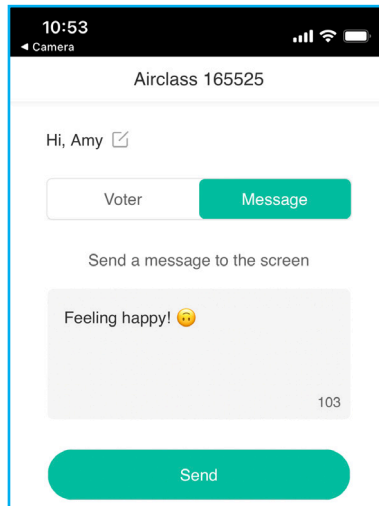 10:53
◀ Camera
Airclass 165525
Hi, Amy
Voter
Message
Send a message to the screen
Feeling happy! 🙃
103
Send